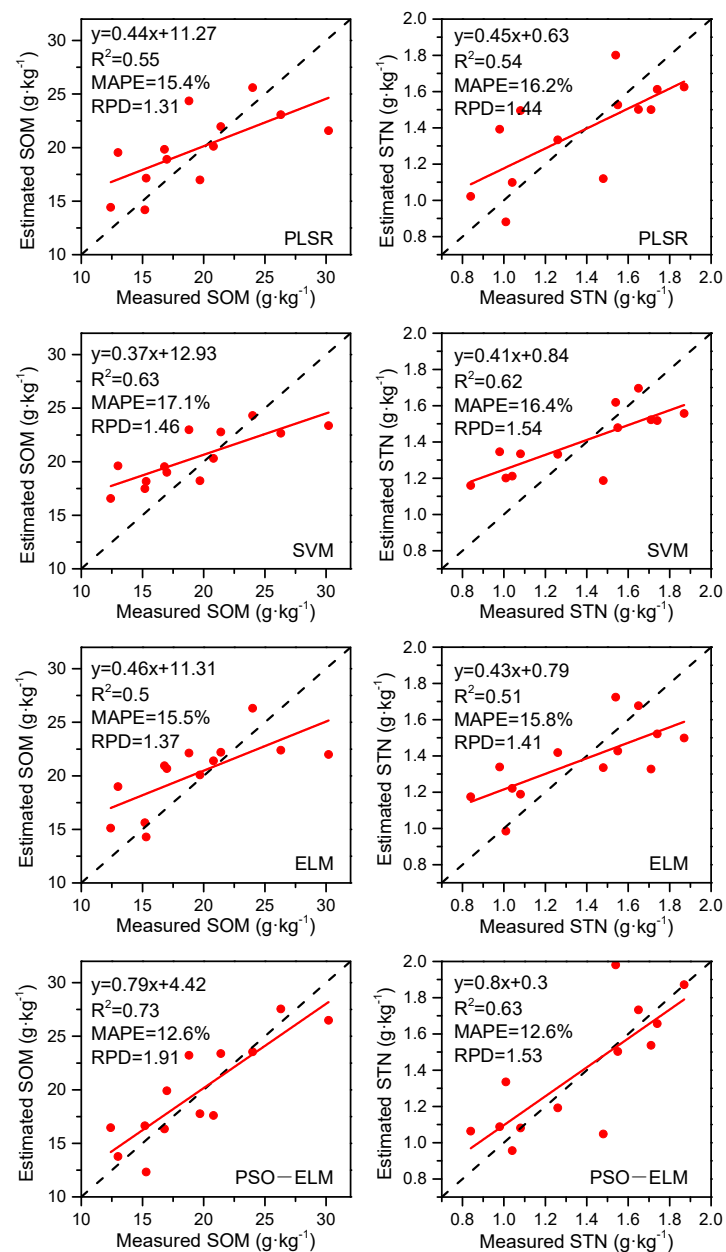 y=0.44x+11.27
R²=0.55
MAPE=15.4%
RPD=1.31
PLSR
30
25
20
15
10
10 15 20 25 30
Estimated SOM (g·kg⁻¹)
Measured SOM (g·kg⁻¹)
y=0.45x+0.63
R²=0.54
MAPE=16.2%
RPD=1.44
PLSR
2.0
1.8
1.6
1.4
1.2
1.0
0.8
0.8 1.0 1.2 1.4 1.6 1.8 2.0
Estimated STN (g·kg⁻¹)
Measured STN (g·kg⁻¹)
y=0.37x+12.93
R²=0.63
MAPE=17.1%
RPD=1.46
SVM
30
25
20
15
10
10 15 20 25 30
Estimated SOM (g·kg⁻¹)
Measured SOM (g·kg⁻¹)
y=0.41x+0.84
R²=0.62
MAPE=16.4%
RPD=1.54
SVM
2.0
1.8
1.6
1.4
1.2
1.0
0.8
0.8 1.0 1.2 1.4 1.6 1.8 2.0
Estimated STN (g·kg⁻¹)
Measured STN (g·kg⁻¹)
y=0.46x+11.31
R²=0.5
MAPE=15.5%
RPD=1.37
ELM
30
25
20
15
10
10 15 20 25 30
Estimated SOM (g·kg⁻¹)
Measured SOM (g·kg⁻¹)
y=0.43x+0.79
R²=0.51
MAPE=15.8%
RPD=1.41
ELM
2.0
1.8
1.6
1.4
1.2
1.0
0.8
0.8 1.0 1.2 1.4 1.6 1.8 2.0
Estimated STN (g·kg⁻¹)
Measured STN (g·kg⁻¹)
y=0.79x+4.42
R²=0.73
MAPE=12.6%
RPD=1.91
PSO－ELM
30
25
20
15
10
10 15 20 25 30
Estimated SOM (g·kg⁻¹)
Measured SOM (g·kg⁻¹)
y=0.8x+0.3
R²=0.63
MAPE=12.6%
RPD=1.53
PSO－ELM
2.0
1.8
1.6
1.4
1.2
1.0
0.8
0.8 1.0 1.2 1.4 1.6 1.8 2.0
Estimated STN (g·kg⁻¹)
Measured STN (g·kg⁻¹)